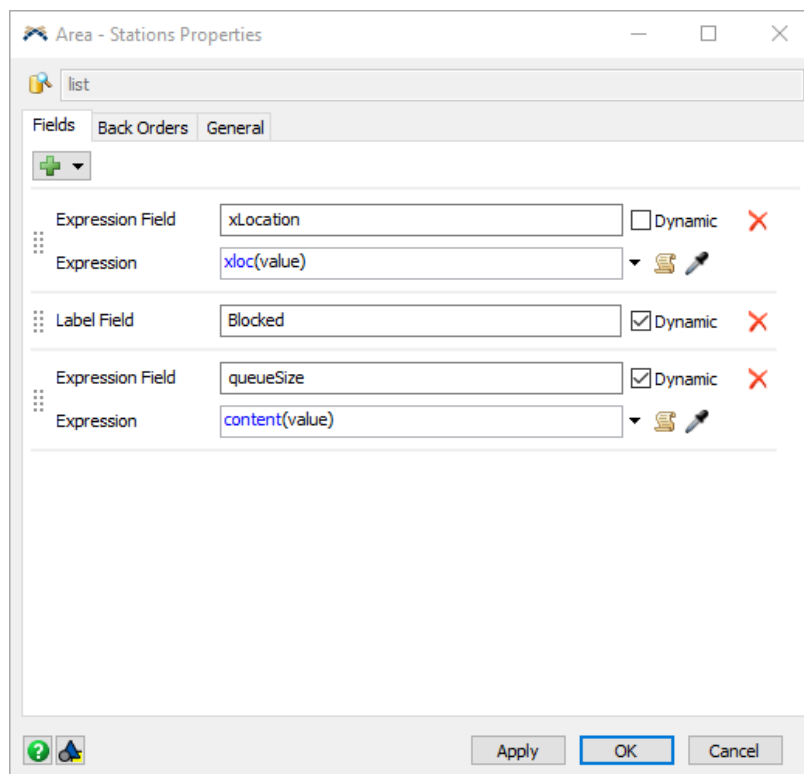 Area - Stations Properties
list
Fields Back Orders General
Expression Field xLocation Dynamic
Expression xloc(value)
Label Field Blocked Dynamic
Expression Field queueSize Dynamic
Expression content(value)
Apply OK Cancel